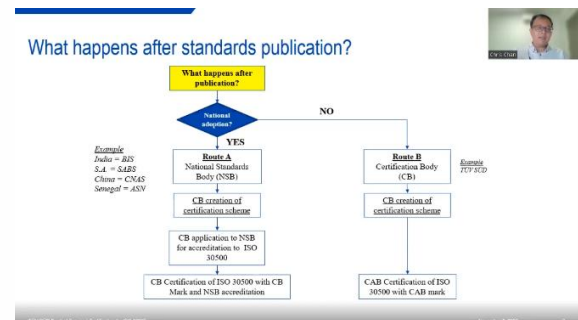 What happens after standards publication?
Chris Chan
What happens after
publication?
National
adoption?
NO
YES
Example
India = BIS
S.A. = SABS
China = CNAS
Senegal = ASN
Route A
National Standards
Body (NSB)
Route B
Certification Body
(CB)
Example
TUV SUD
CB creation of
certification scheme
CB creation of
certification scheme
CB application to NSB
for accreditation to ISO
30500
CB Certification of ISO 30500 with CB
Mark and NSB accreditation
CAB Certification of ISO
30500 with CAB mark